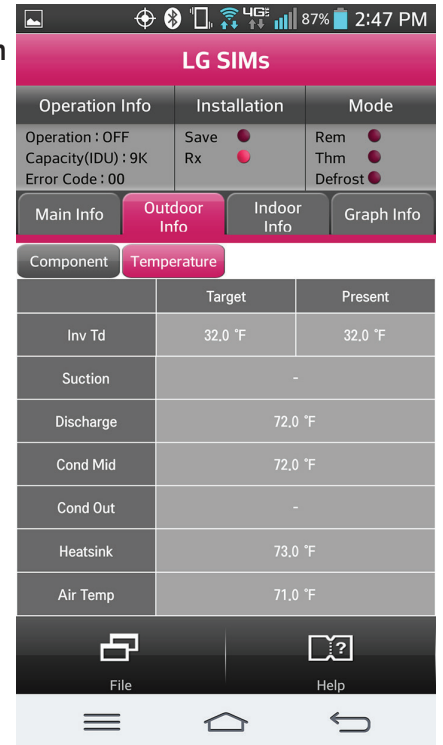 4G
87% 2:47 PM
n
LG SIMs
Operation Info Installation Mode
Operation : OFF Save Rem
Capacity(IDU) : 9K Rx Thm
Error Code : 00 Defrost
Main Info Outdoor Info Indoor Info Graph Info
Component Temperature
Target Present
Inv Td 32.0 °F 32.0 °F
Suction -
Discharge 72.0 °F
Cond Mid 72.0 °F
Cond Out -
Heatsink 73.0 °F
Air Temp 71.0 °F
?
File Help